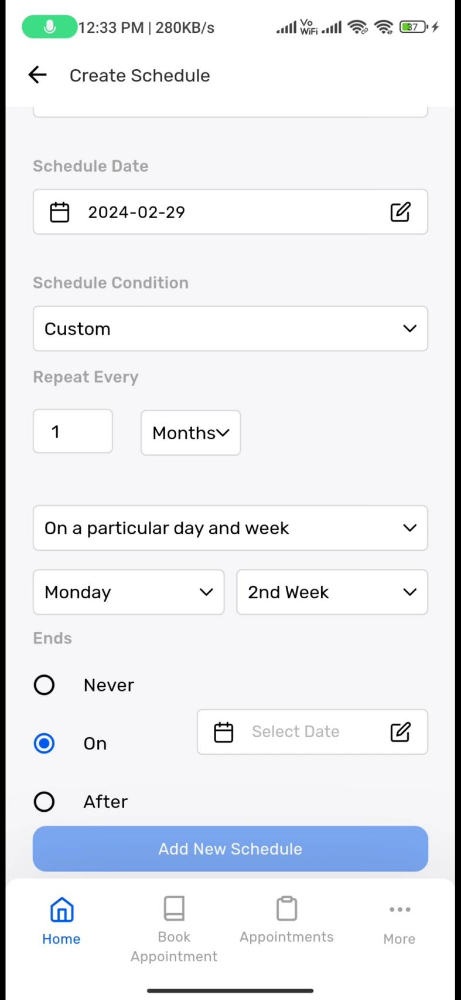 12:33 PM | 280KB/s Vo WiFi 37
Create Schedule
Schedule Date
2024-02-29
Schedule Condition
Custom
Repeat Every
1 Months
On a particular day and week
Monday 2nd Week
Ends
Never
On Select Date
After
Add New Schedule
Home Book Appointment Appointments More